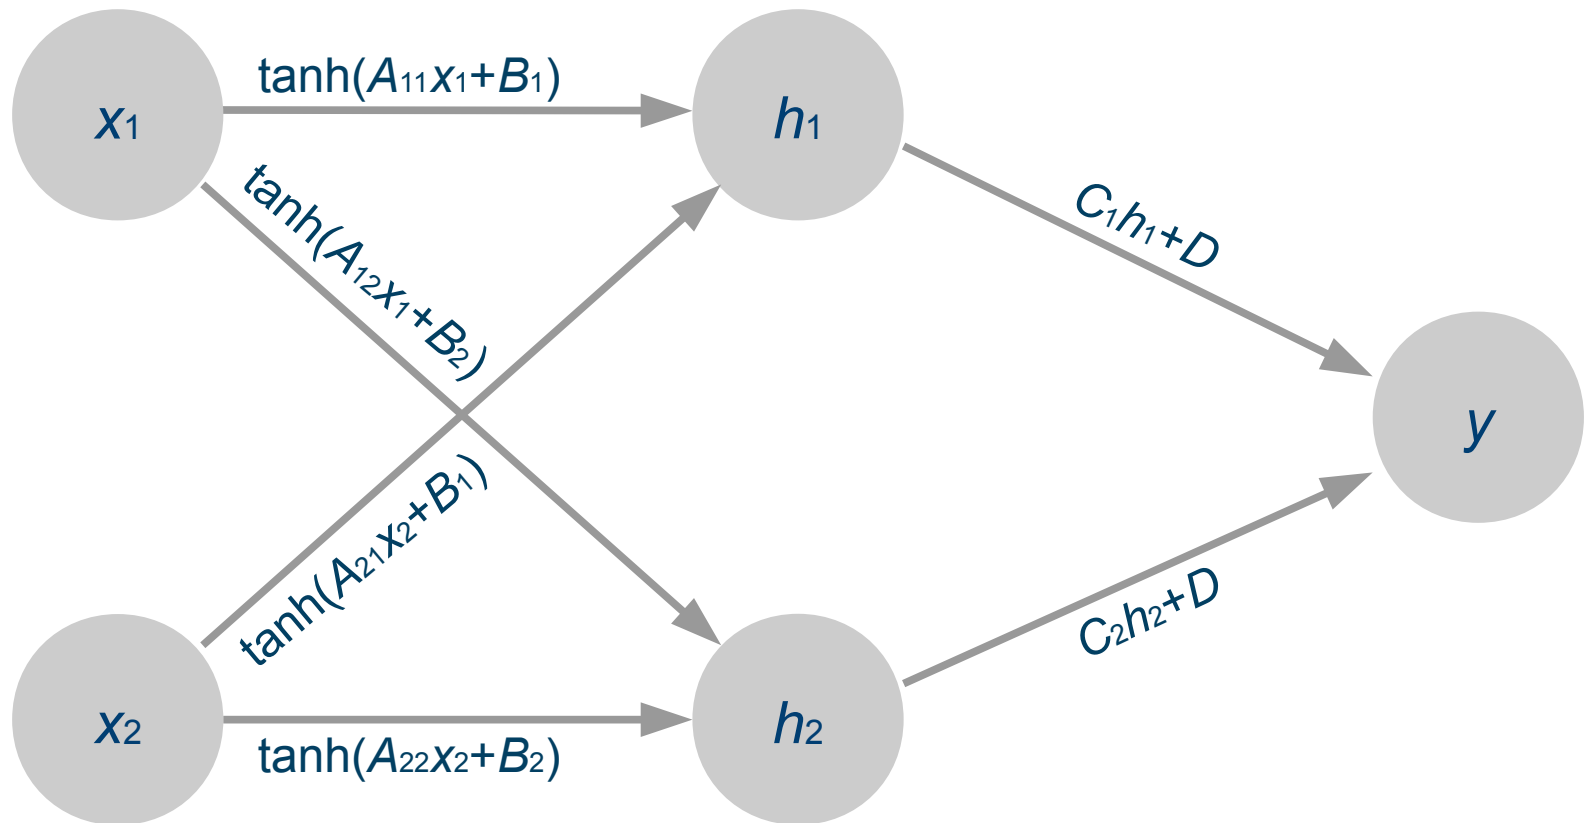 x1
tanh(A11x1+B1)
h1
tanh(A12x1+B2)
C1h1+D
y
tanh(A21x2+B1)
C2h2+D
x2
tanh(A22x2+B2)
h2